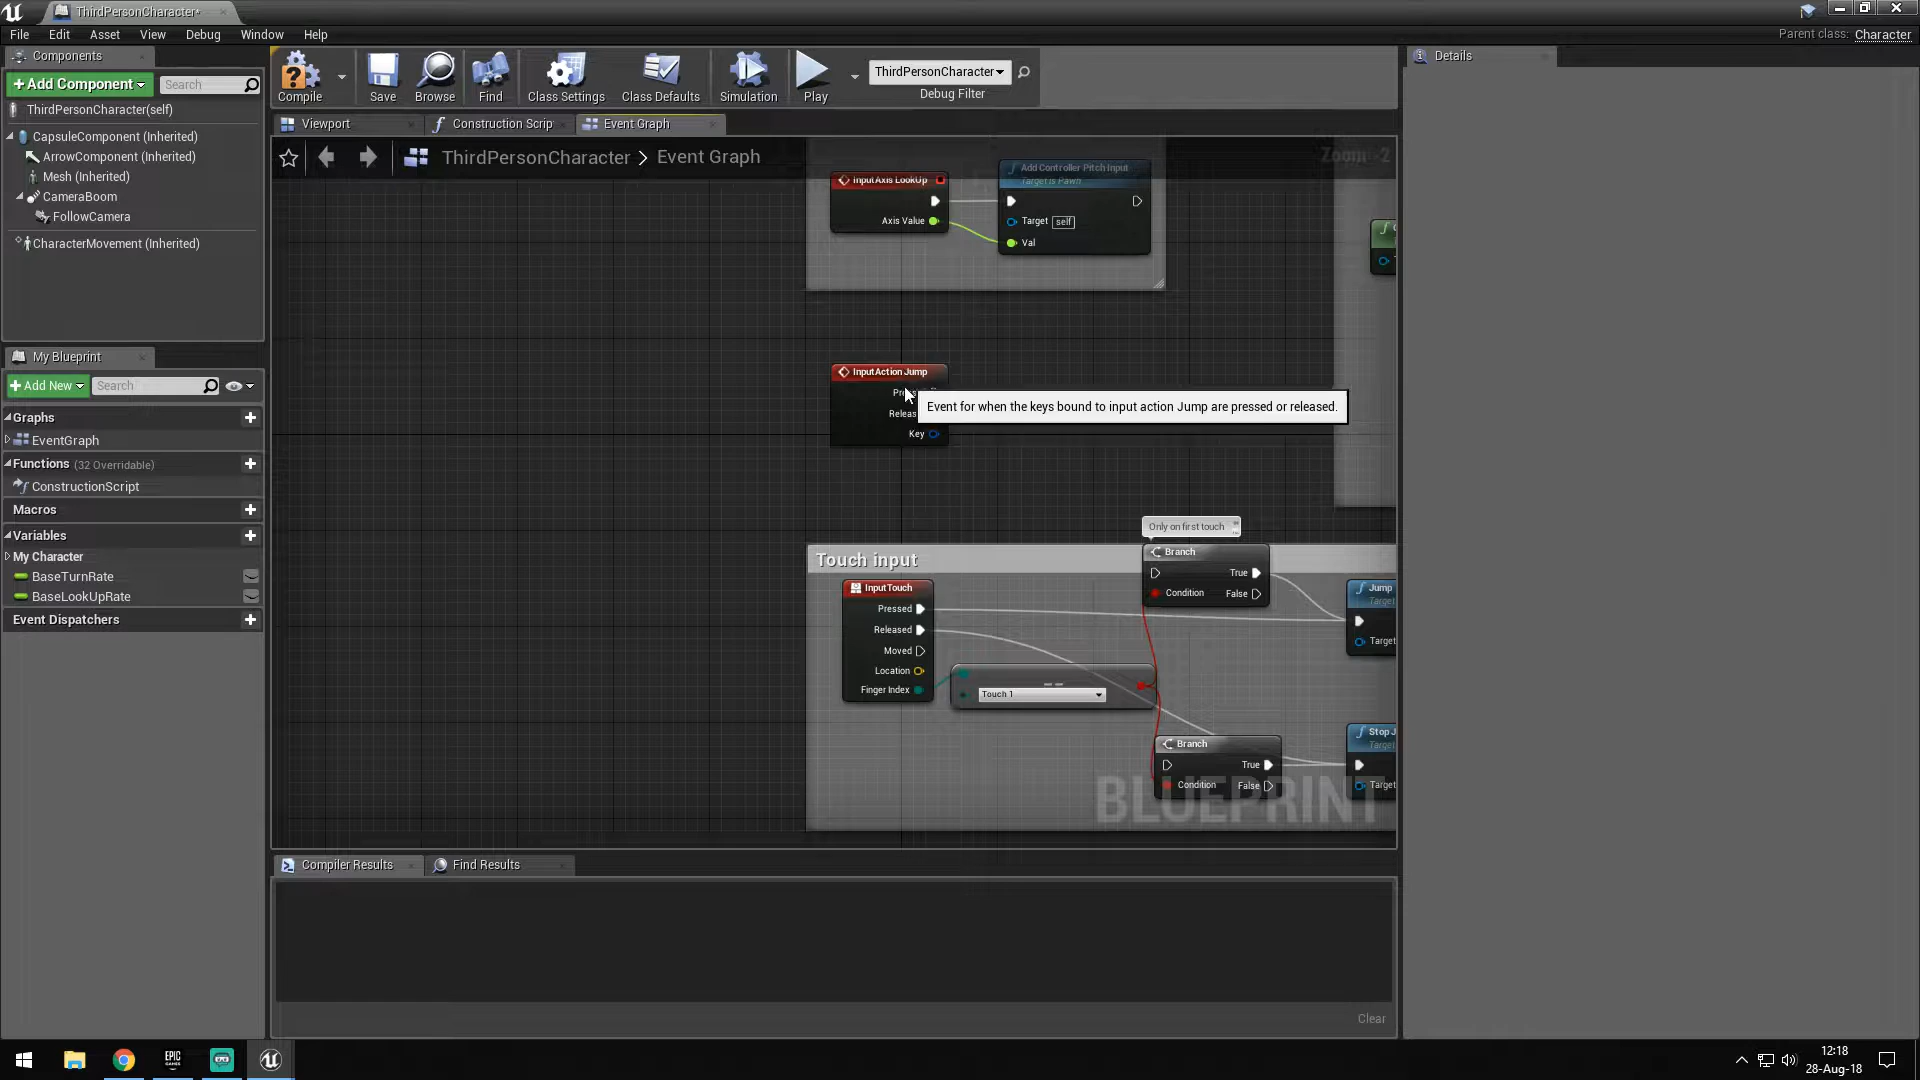 ThirdPersonCharacter*
File Edit Asset View Debug Window Help
Parent class: Character
Components
+Add Component
Search
ThirdPersonCharacter(self)
CapsuleComponent (Inherited)
ArrowComponent (Inherited)
Mesh (Inherited)
CameraBoom
FollowCamera
CharacterMovement (Inherited)
My Blueprint
+Add New
Search
Graphs
EventGraph
Functions (32 Overridable)
ConstructionScript
Macros
Variables
My Character
BaseTurnRate
BaseLookUpRate
Event Dispatchers
Compile
Save
Browse
Find
Class Settings
Class Defaults
Simulation
Play
ThirdPersonCharacter
Debug Filter
Viewport
Construction Scrip
Event Graph
ThirdPersonCharacter > Event Graph
Zoom -2
InputAxis LookUp
Axis Value
Add Controller Pitch Input
Target is Pawn
Target self
Val
InputAction Jump
Releas
Key
Event for when the keys bound to input action Jump are pressed or released.
Touch input
Only on first touch
Branch
True
Condition False
InputTouch
Pressed
Released
Moved
Location
Finger Index
==
Touch 1
Branch
True
Condition False
Jump
Target
Target
Stop J
Target
Target
BLUEPRINT
Compiler Results
Find Results
Clear
Details
EPIC
GAMES
12:18
28-Aug-18